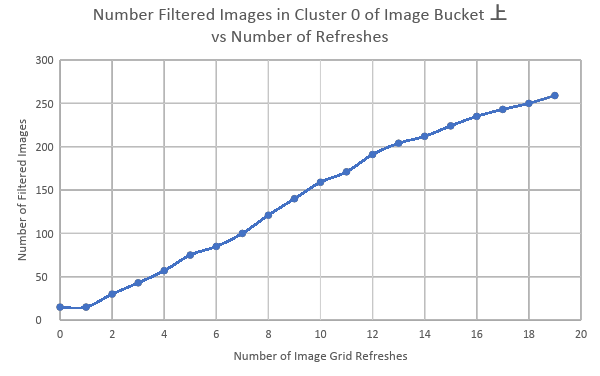 Number Filtered Images in Cluster 0 of Image Bucket 上
vs Number of Refreshes
300
250
200
150
100
50
0
Number of Filtered Images
0 2 4 6 8 10 12 14 16 18 20
Number of Image Grid Refreshes